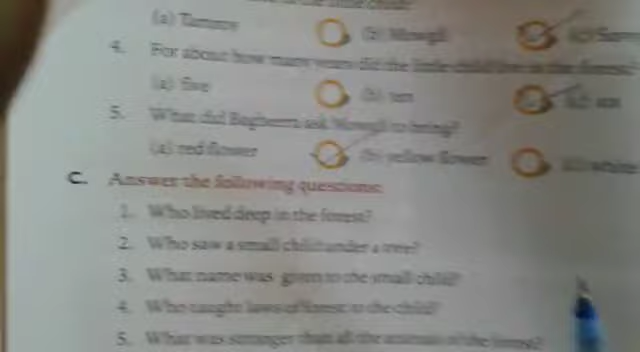 (a) Tammy (b) Mowgli (c)
4. For about how many years did the little child live in the forest?
(a) five (b) ten (c) six
5. What did Bagheera ask Mowgli to bring?
(a) red flower (b) yellow flower (c) white
C. Answer the following questions:
1. Who lived deep in the forest?
2. Who saw a small child under a tree?
3. What name was given to the small child?
4. Who taught laws of forest to the child?
5. What was stronger than all the animals of the forest?